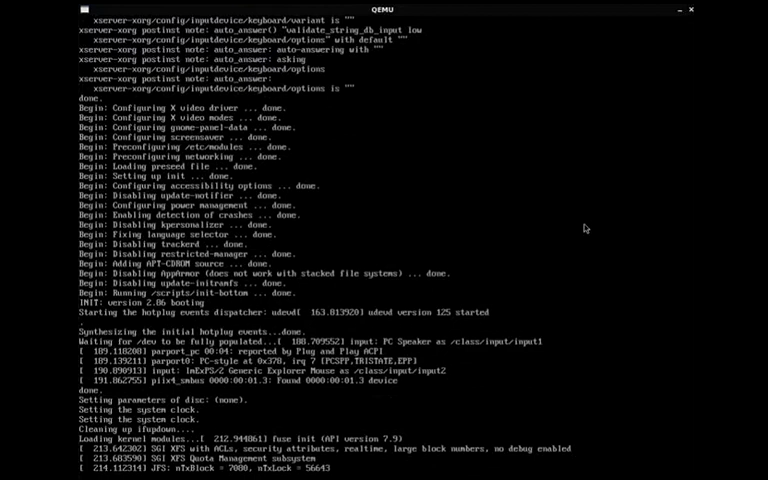 QEMU
xserver-xorg/config/inputdevice/keyboard/variant is ""
xserver-xorg postinst note: auto_answer() "validate_string_db_input low
xserver-xorg/config/inputdevice/keyboard/options" with default ""
xserver-xorg postinst note: auto_answer: auto-answering with ""
xserver-xorg postinst note: auto_answer: asking
xserver-xorg/config/inputdevice/keyboard/options
xserver-xorg postinst note: auto_answer:
xserver-xorg/config/inputdevice/keyboard/options is ""
done.
Begin: Configuring X video driver ... done.
Begin: Configuring X video modes ... done.
Begin: Configuring gnome-panel-data ... done.
Begin: Configuring screensaver ... done.
Begin: Preconfiguring /etc/modules ... done.
Begin: Preconfiguring networking ... done.
Begin: Loading preseed file ... done.
Begin: Setting up init ... done.
Begin: Configuring accessibility options ... done.
Begin: Disabling update-notifier ... done.
Begin: Configuring power management ... done.
Begin: Enabling detection of crashes ... done.
Begin: Disabling kpersonalizer ... done.
Begin: Fixing language selector ... done.
Begin: Disabling trackerd ... done.
Begin: Disabling restricted-manager ... done.
Begin: Adding APT-CDROM source ... done.
Begin: Disabling AppArmor (does not work with stacked file systems) ... done.
Begin: Disabling update-initramfs ... done.
Begin: Running /scripts/init-bottom ... done.
INIT: version 2.86 booting
Starting the hotplug events dispatcher: udevd[  163.813920] udevd version 125 started
.
Synthesizing the initial hotplug events...done.
Waiting for /dev to be fully populated...[  188.709552] input: PC Speaker as /class/input/input1
[  189.118208] parport_pc 00:04: reported by Plug and Play ACPI
[  189.139211] parport0: PC-style at 0x378, irq 7 [PCSPP,TRISTATE,EPP]
[  190.890913] input: ImExPS/2 Generic Explorer Mouse as /class/input/input2
[  191.862755] piix4_smbus 0000:00:01.3: Found 0000:00:01.3 device
done.
Setting parameters of disc: (none).
Setting the system clock.
Setting the system clock.
Cleaning up ifupdown....
Loading kernel modules...[  212.944861] fuse init (API version 7.9)
[  213.642302] SGI XFS with ACLs, security attributes, realtime, large block numbers, no debug enabled
[  213.683590] SGI XFS Quota Management subsystem
[  214.112314] JFS: nTxBlock = 7080, nTxLock = 56643